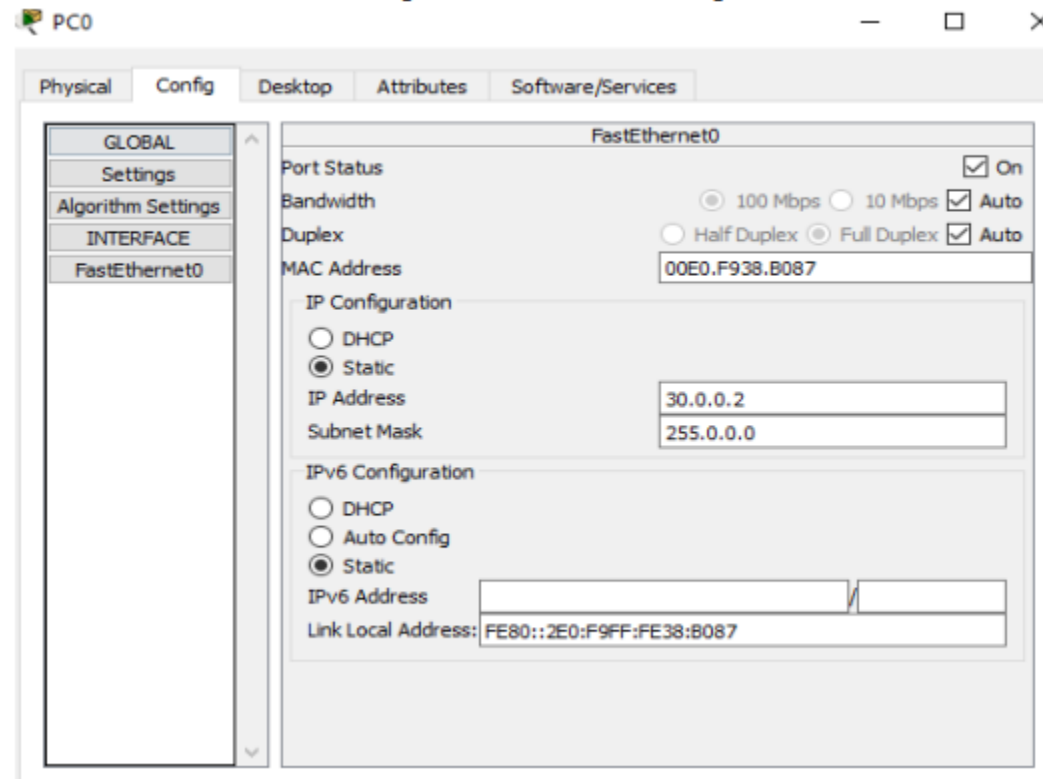 PC0
Physical Config Desktop Attributes Software/Services
GLOBAL
Settings
Algorithm Settings
INTERFACE
FastEthernet0
FastEthernet0
Port Status On
Bandwidth 100 Mbps 10 Mbps Auto
Duplex Half Duplex Full Duplex Auto
MAC Address 00E0.F938.B087
IP Configuration
DHCP
Static
IP Address 30.0.0.2
Subnet Mask 255.0.0.0
IPv6 Configuration
DHCP
Auto Config
Static
IPv6 Address /
Link Local Address: FE80::2E0:F9FF:FE38:B087